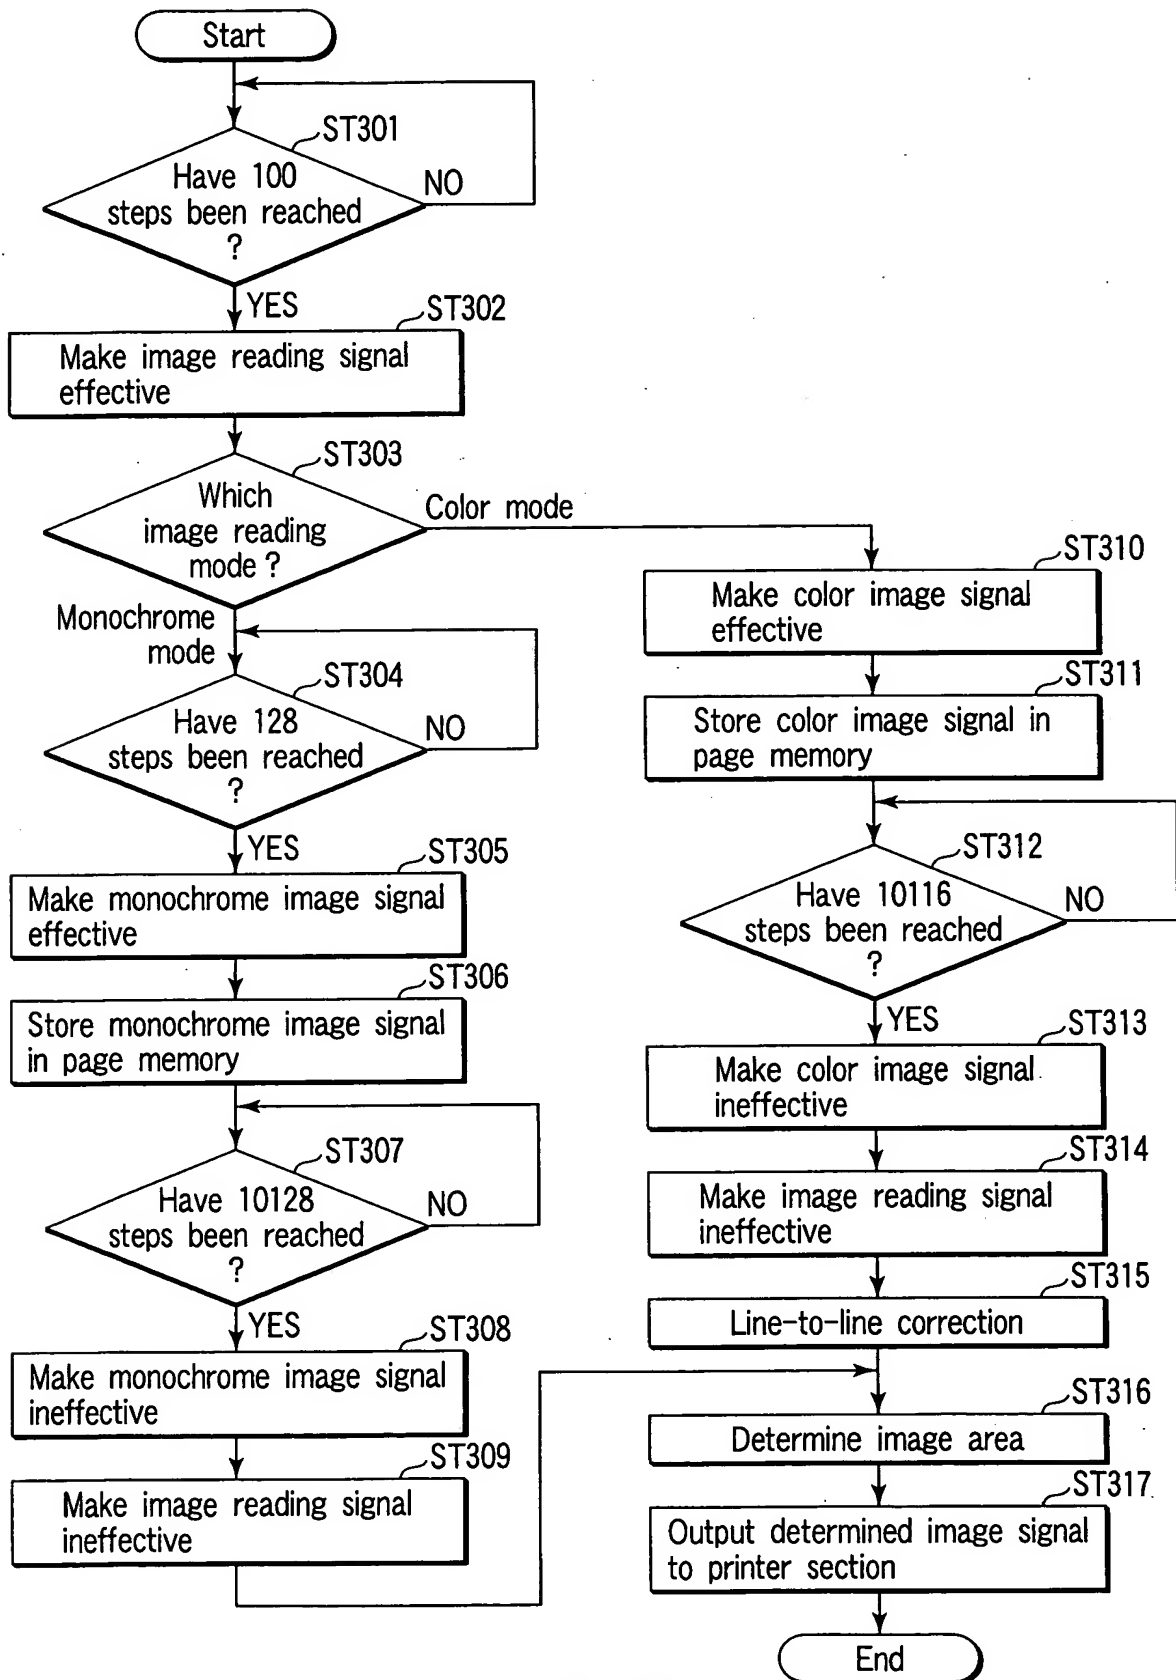 Start
ST301
Have 100
steps been reached
?
NO
YES
ST302
Make image reading signal
effective
ST303
Which
image reading
mode ?
Color mode
Monochrome
mode
ST304
Have 128
steps been reached
?
NO
YES
ST305
Make monochrome image signal
effective
ST306
Store monochrome image signal
in page memory
ST307
Have 10128
steps been reached
?
NO
YES
ST308
Make monochrome image signal
ineffective
ST309
Make image reading signal
ineffective
ST310
Make color image signal
effective
ST311
Store color image signal in
page memory
ST312
Have 10116
steps been reached
?
NO
YES
ST313
Make color image signal
ineffective
ST314
Make image reading signal
ineffective
ST315
Line-to-line correction
ST316
Determine image area
ST317
Output determined image signal
to printer section
End